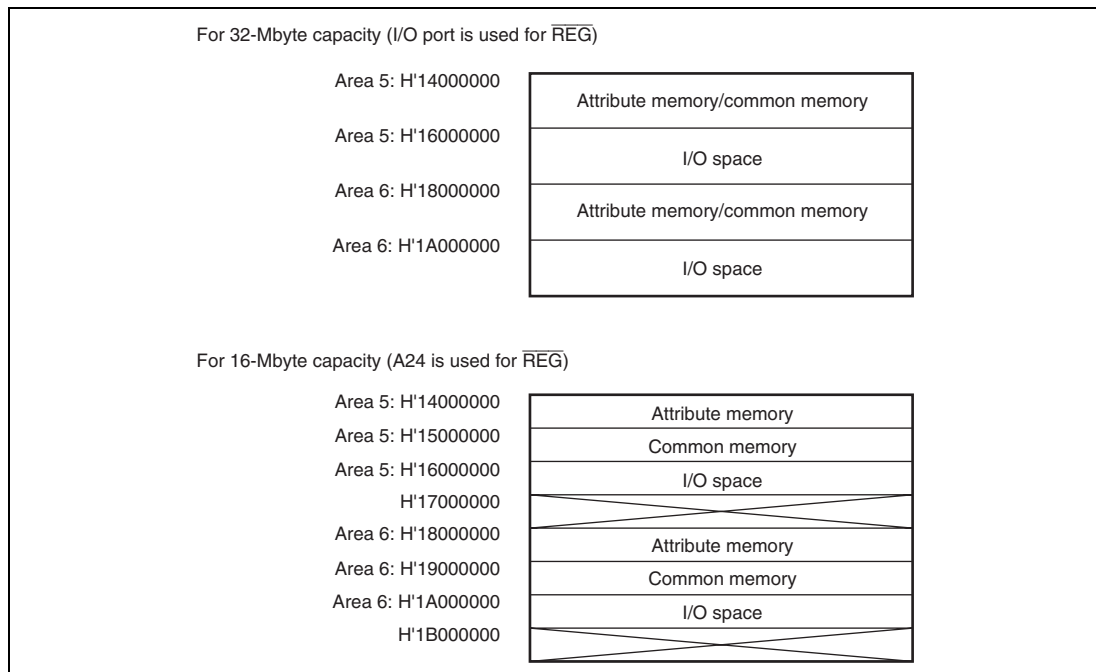 For 32-Mbyte capacity (I/O port is used for R̅E̅G̅)
Area 5: H'14000000
Attribute memory/common memory
Area 5: H'16000000
I/O space
Area 6: H'18000000
Attribute memory/common memory
Area 6: H'1A000000
I/O space
For 16-Mbyte capacity (A24 is used for R̅E̅G̅)
Area 5: H'14000000
Attribute memory
Area 5: H'15000000
Common memory
Area 5: H'16000000
I/O space
H'17000000
Area 6: H'18000000
Attribute memory
Area 6: H'19000000
Common memory
Area 6: H'1A000000
I/O space
H'1B000000